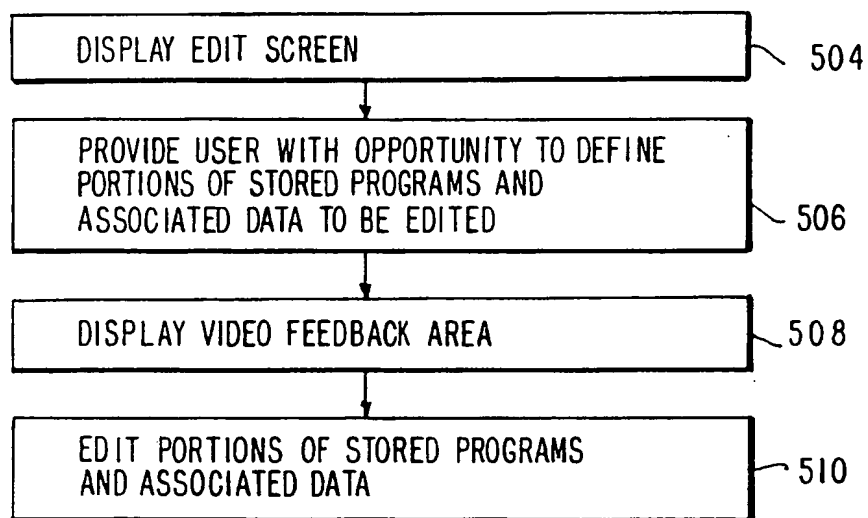 DISPLAY EDIT SCREEN
504
PROVIDE USER WITH OPPORTUNITY TO DEFINE
PORTIONS OF STORED PROGRAMS AND
ASSOCIATED DATA TO BE EDITED
506
DISPLAY VIDEO FEEDBACK AREA
508
EDIT PORTIONS OF STORED PROGRAMS
AND ASSOCIATED DATA
510